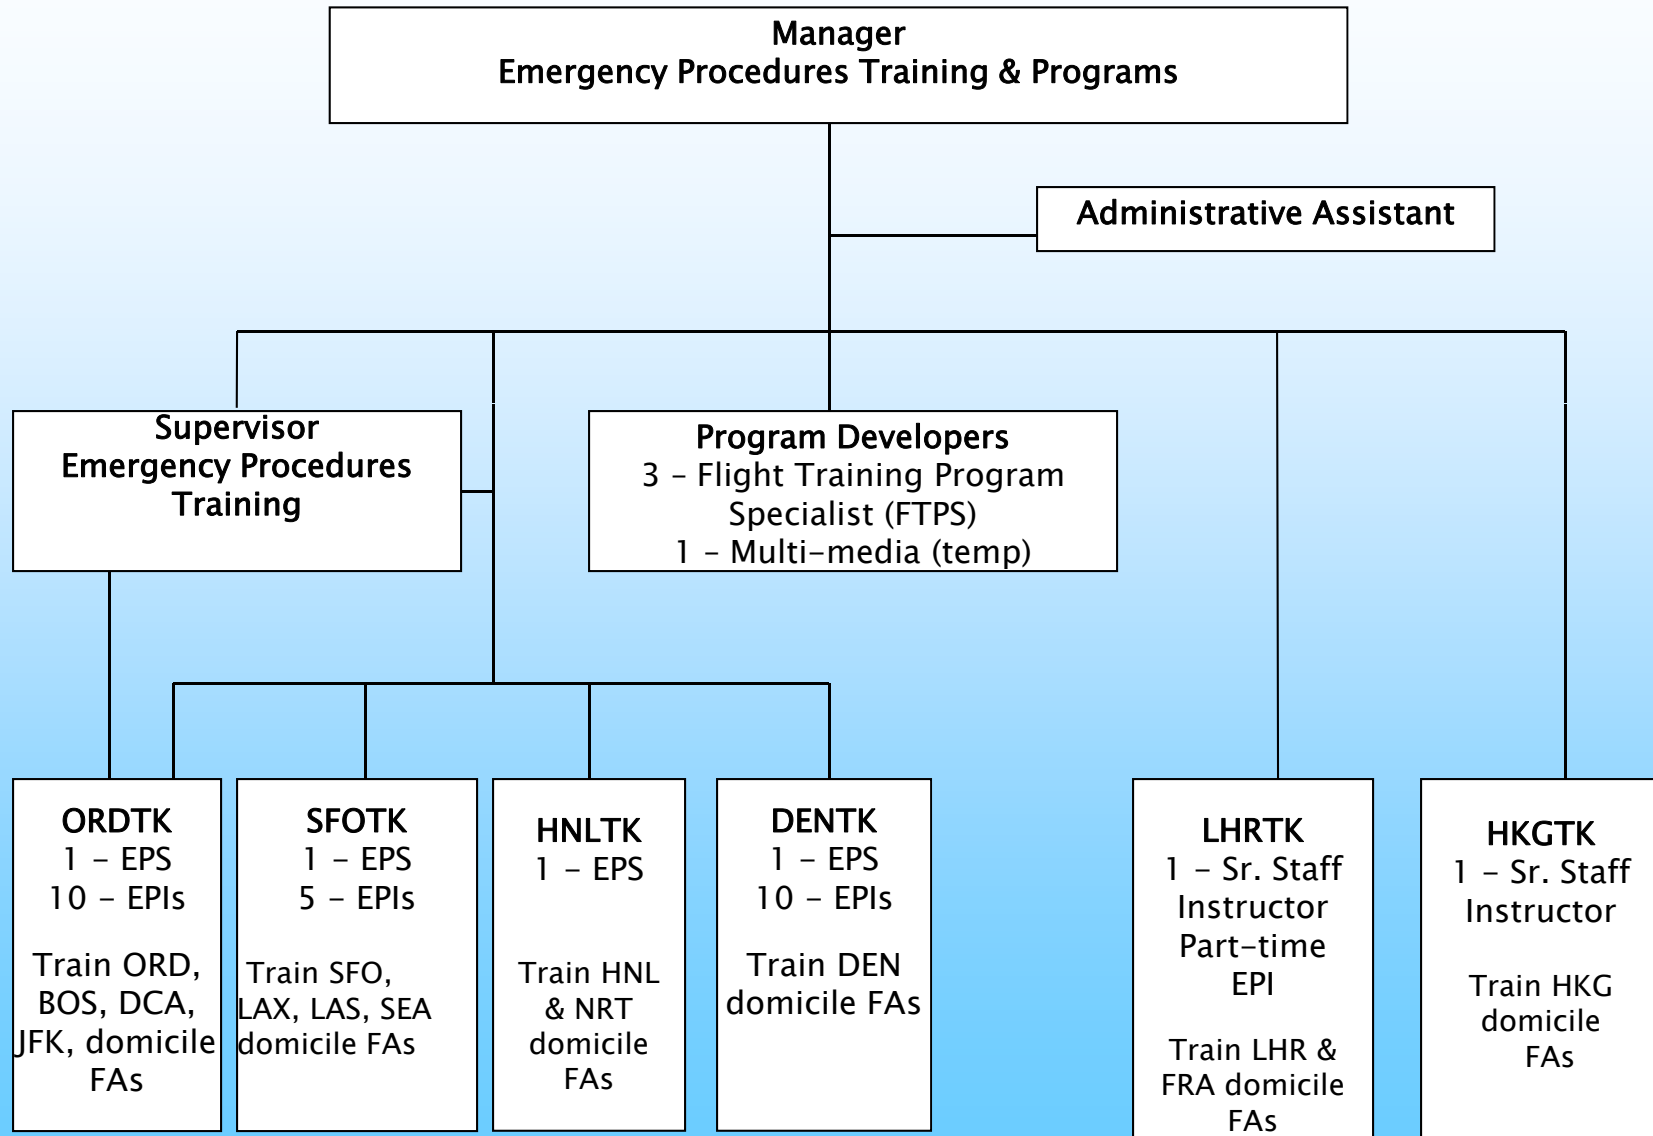 Manager
Emergency Procedures Training & Programs
Administrative Assistant
Supervisor
Emergency Procedures
Training
Program Developers
3 – Flight Training Program
Specialist (FTPS)
1 – Multi-media (temp)
ORDTK
1 – EPS
10 – EPIs
Train ORD,
BOS, DCA,
JFK, domicile
FAs
SFOTK
1 – EPS
5 – EPIs
Train SFO,
LAX, LAS, SEA
domicile FAs
HNLTK
1 – EPS
Train HNL
& NRT
domicile
FAs
DENTK
1 – EPS
10 – EPIs
Train DEN
domicile FAs
LHRTK
1 – Sr. Staff
Instructor
Part-time
EPI
Train LHR &
FRA domicile
FAs
HKGTK
1 – Sr. Staff
Instructor
Train HKG
domicile
FAs